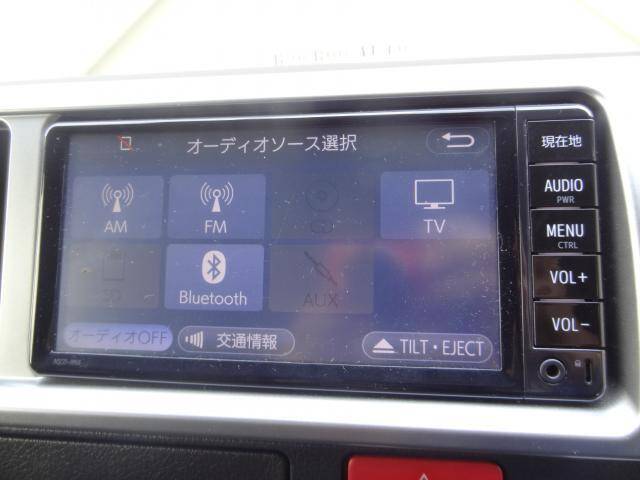 オーディオソース選択
現在地
AM
FM
CD
TV
AUDIO
PWR
MENU
CTRL
SD
Bluetooth
AUX
VOL+
オーディオOFF
交通情報
TILT・EJECT
VOL-